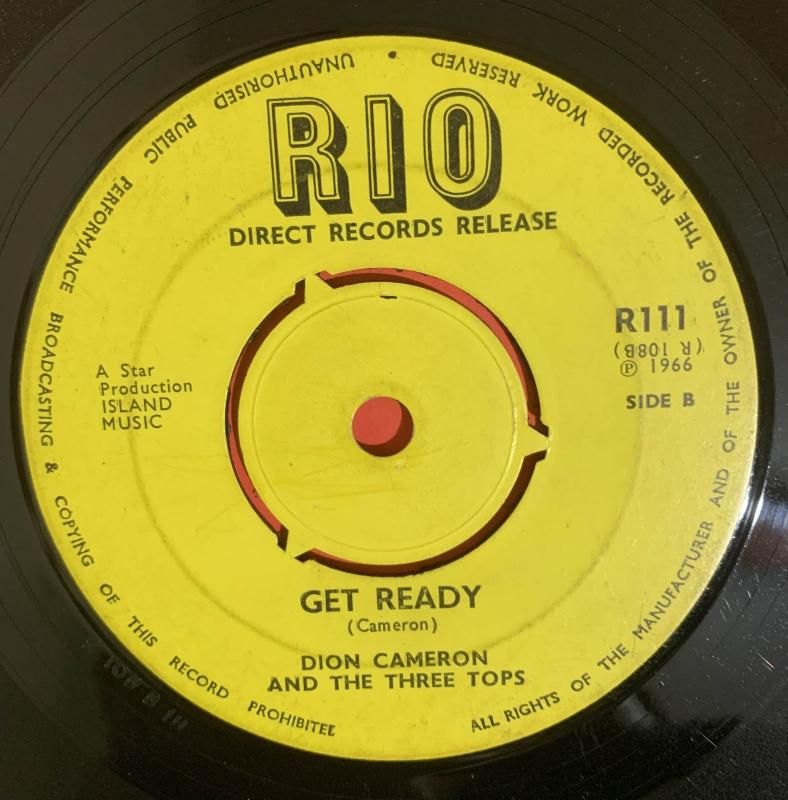 RIO
DIRECT RECORDS RELEASE
A Star
Production
ISLAND
MUSIC
R111
(R 108B)
℗ 1966
SIDE B
GET READY
(Cameron)
DION CAMERON
AND THE THREE TOPS
ALL RIGHTS OF THE MANUFACTURER AND OF THE OWNER OF THE RECORDED WORK RESERVED
UNAUTHORISED PUBLIC PERFORMANCE BROADCASTING & COPYING OF THIS RECORD PROHIBITED